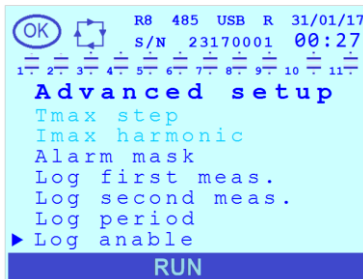 OK R8 485 USB R 31/01/17
S/N 23170001 00:27
1 2 3 4 5 6 7 8 9 10 11
Advanced setup
Tmax step
Imax harmonic
Alarm mask
Log first meas.
Log second meas.
Log period
Log anable
RUN